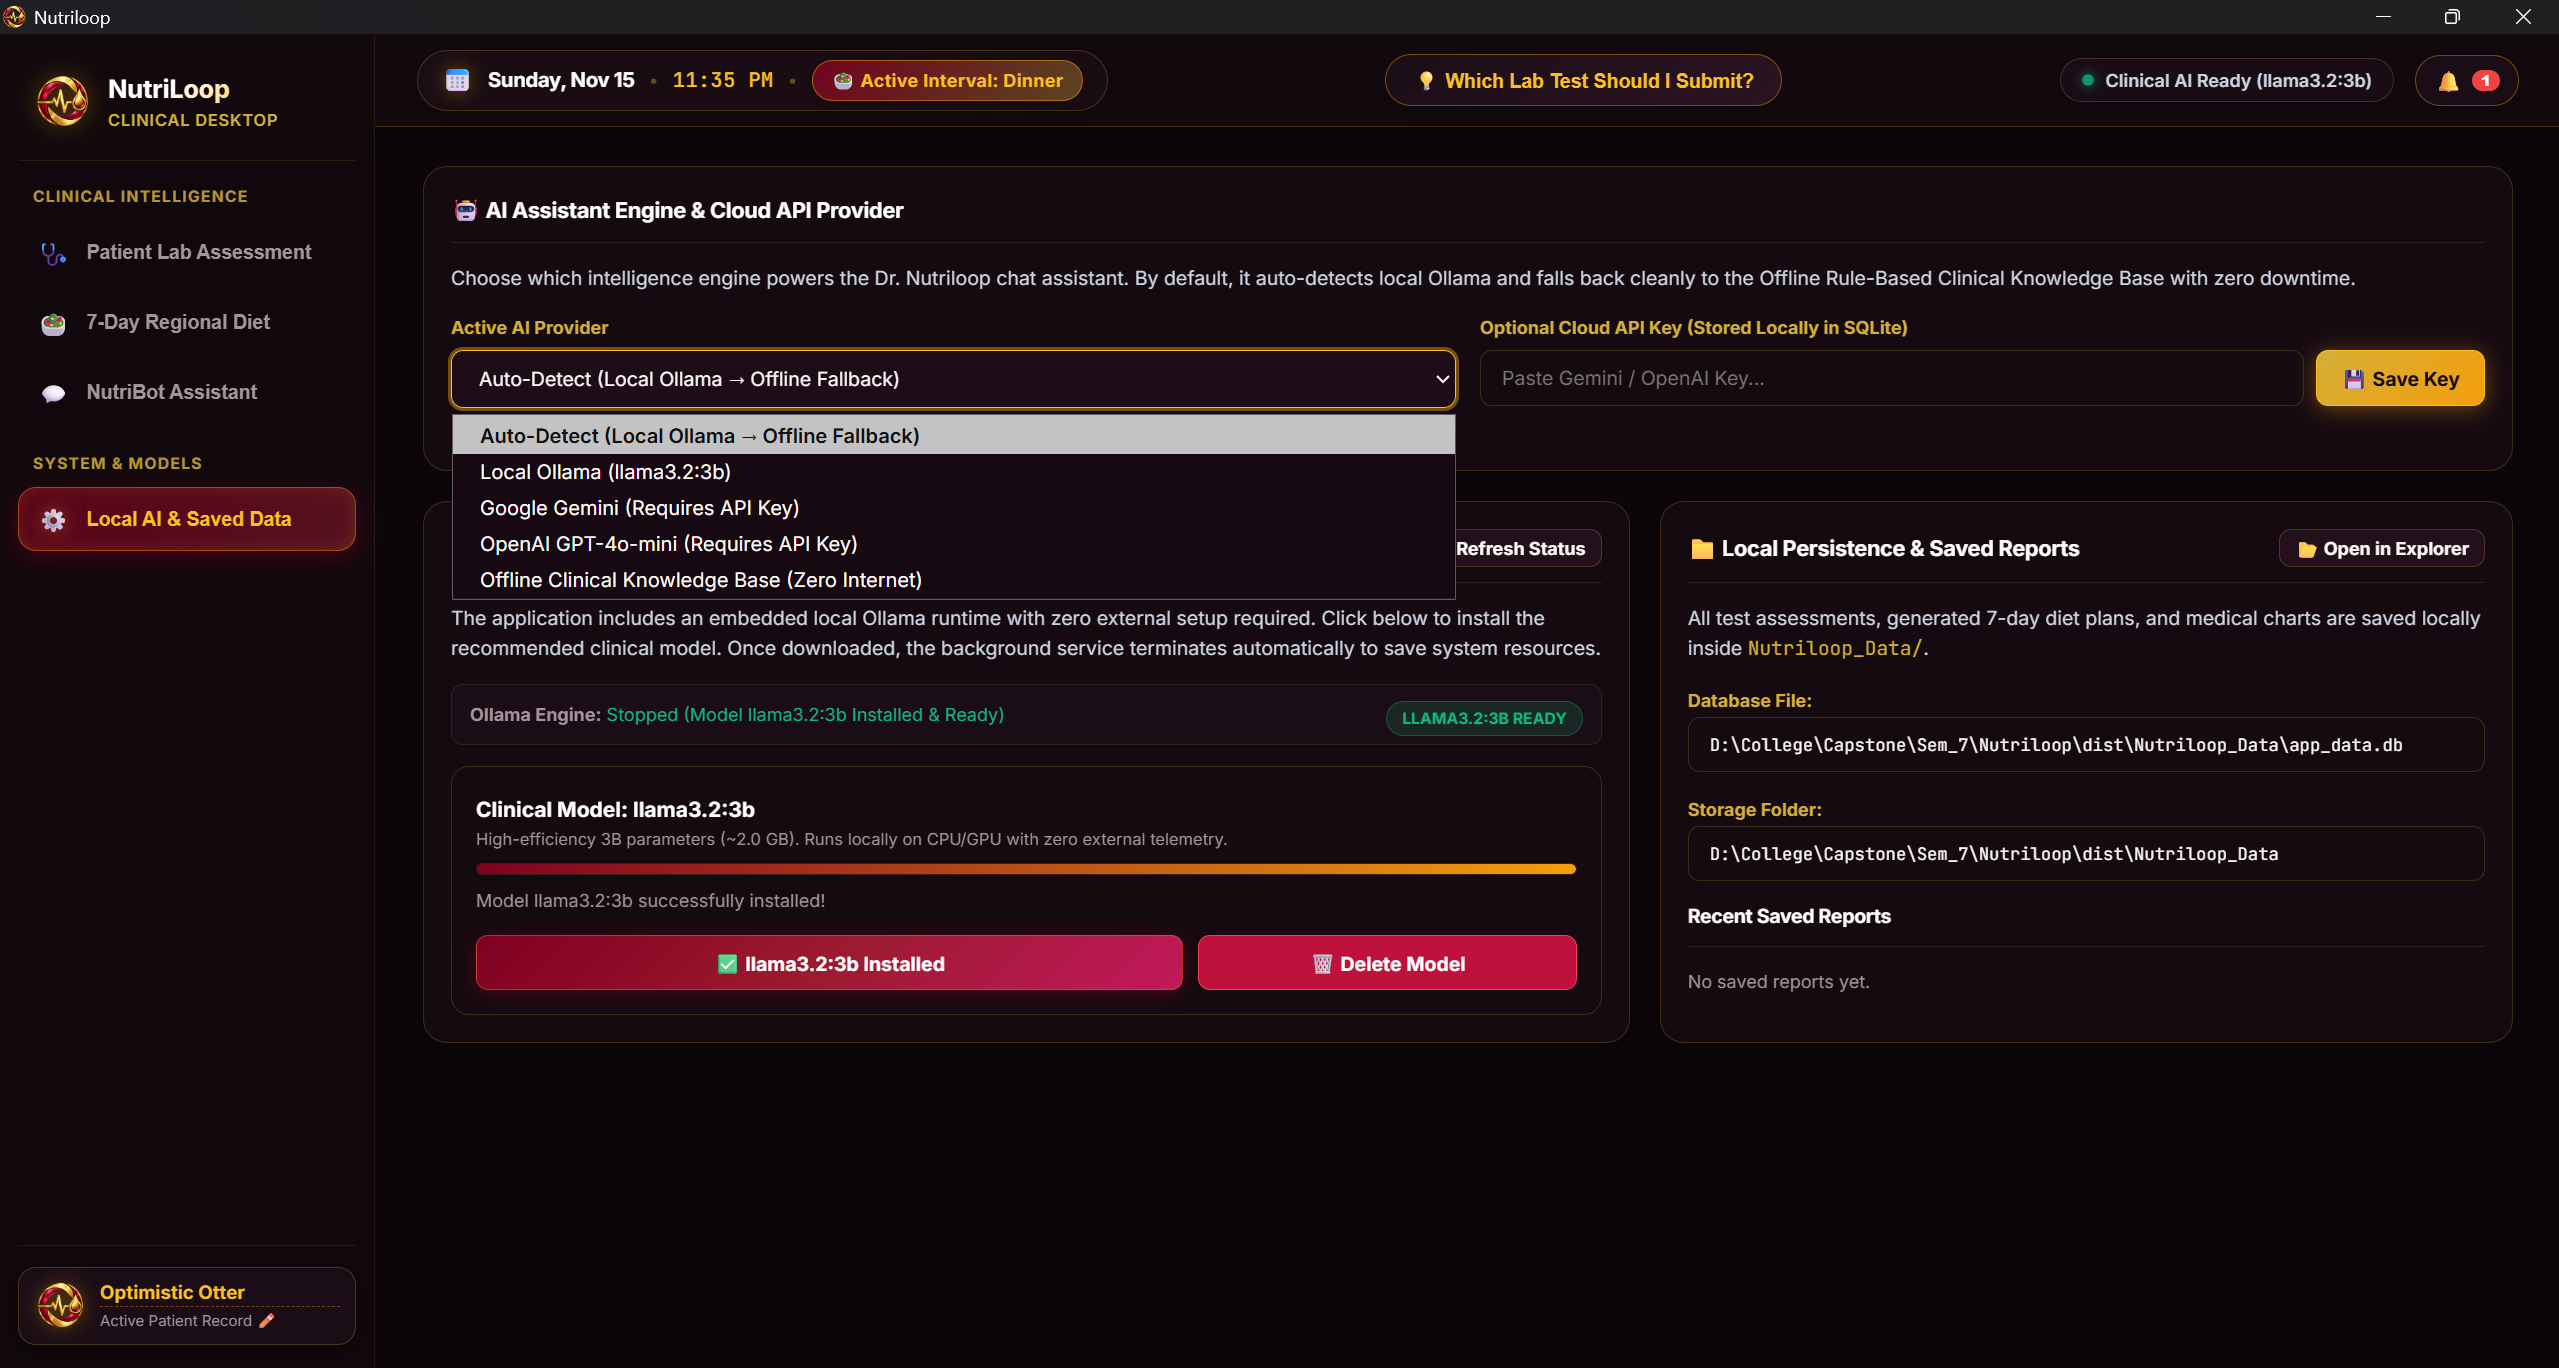 Nutriloop
NutriLoop
CLINICAL DESKTOP
CLINICAL INTELLIGENCE
Patient Lab Assessment
7-Day Regional Diet
NutriBot Assistant
SYSTEM & MODELS
Local AI & Saved Data
Optimistic Otter
Active Patient Record
Sunday, Nov 15 • 11:35 PM • Active Interval: Dinner
Which Lab Test Should I Submit?
Clinical AI Ready (llama3.2:3b)
1
AI Assistant Engine & Cloud API Provider
Choose which intelligence engine powers the Dr. Nutriloop chat assistant. By default, it auto-detects local Ollama and falls back cleanly to the Offline Rule-Based Clinical Knowledge Base with zero downtime.
Active AI Provider
Auto-Detect (Local Ollama → Offline Fallback)
Auto-Detect (Local Ollama → Offline Fallback)
Local Ollama (llama3.2:3b)
Google Gemini (Requires API Key)
OpenAI GPT-4o-mini (Requires API Key)
Offline Clinical Knowledge Base (Zero Internet)
Optional Cloud API Key (Stored Locally in SQLite)
Paste Gemini / OpenAI Key...
Save Key
Refresh Status
The application includes an embedded local Ollama runtime with zero external setup required. Click below to install the
recommended clinical model. Once downloaded, the background service terminates automatically to save system resources.
Ollama Engine: Stopped (Model llama3.2:3b Installed & Ready)
LLAMA3.2:3B READY
Clinical Model: llama3.2:3b
High-efficiency 3B parameters (~2.0 GB). Runs locally on CPU/GPU with zero external telemetry.
Model llama3.2:3b successfully installed!
llama3.2:3b Installed
Delete Model
Local Persistence & Saved Reports
Open in Explorer
All test assessments, generated 7-day diet plans, and medical charts are saved locally
inside Nutriloop_Data/.
Database File:
D:\College\Capstone\Sem_7\Nutriloop\dist\Nutriloop_Data\app_data.db
Storage Folder:
D:\College\Capstone\Sem_7\Nutriloop\dist\Nutriloop_Data
Recent Saved Reports
No saved reports yet.